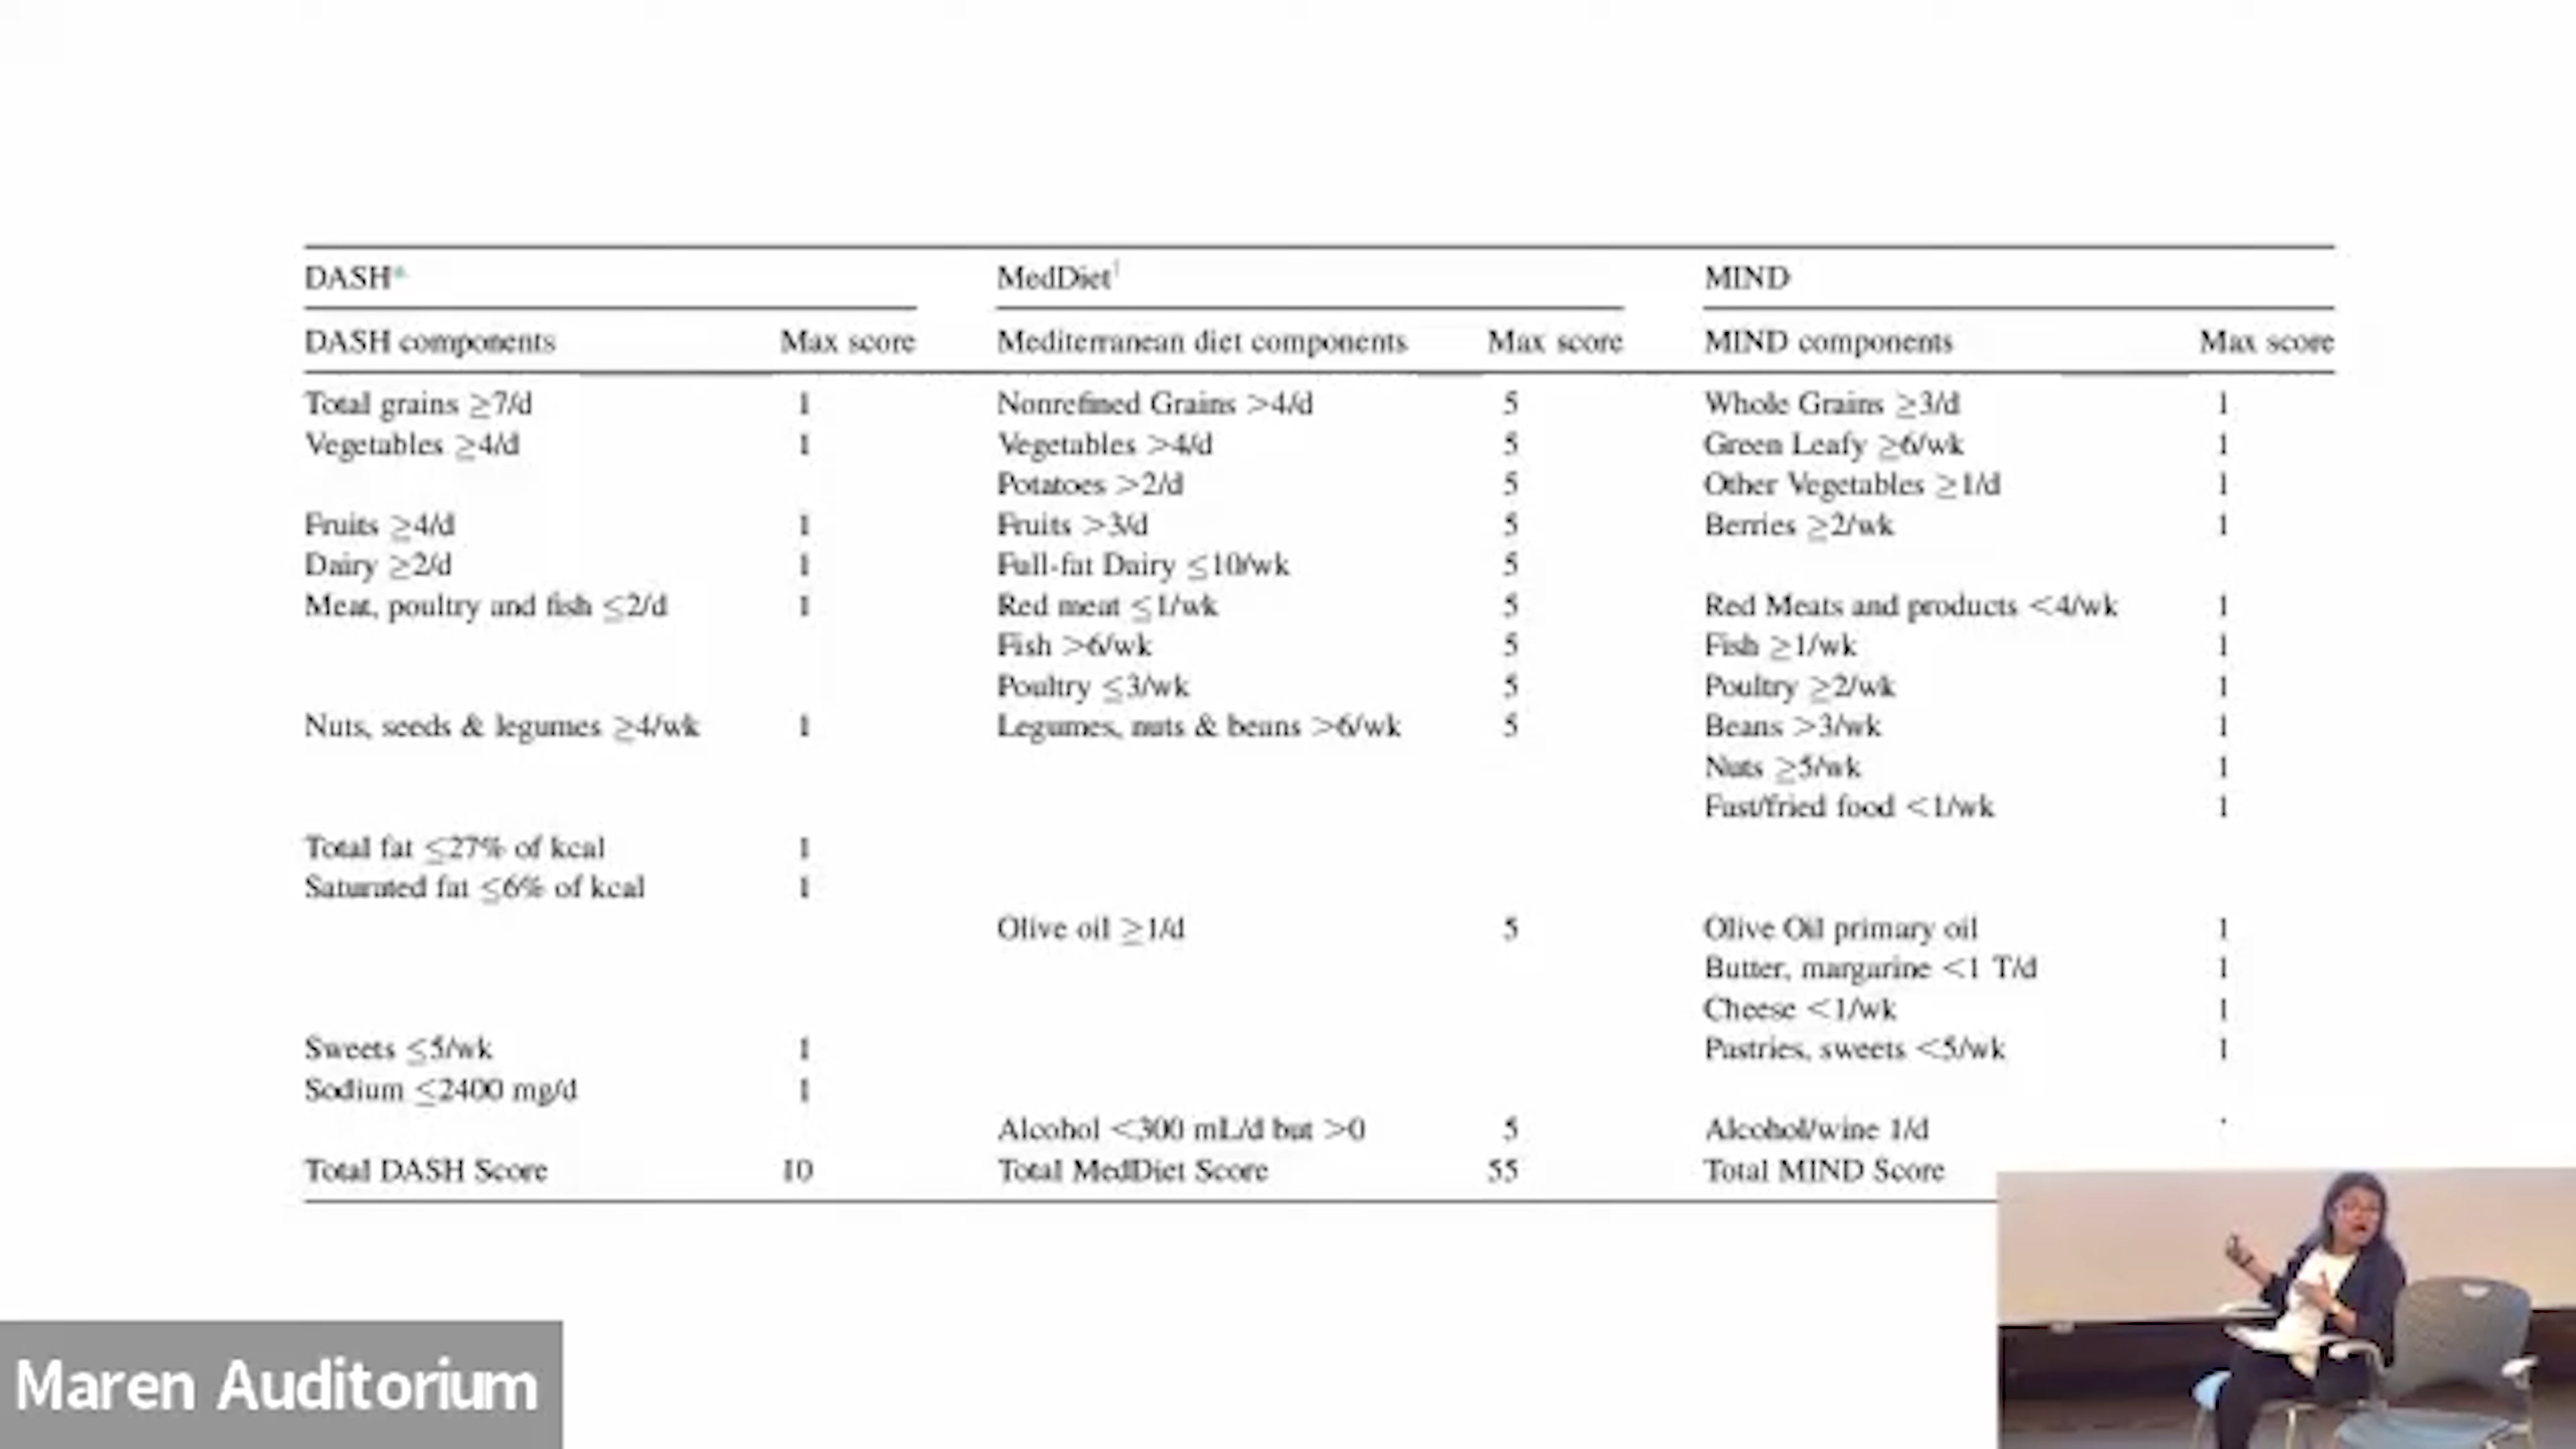 DASH* MedDiet† MIND
DASH components Max score Mediterranean diet components Max score MIND components Max score
Total grains ≥7/d 1 Nonrefined Grains >4/d 5 Whole Grains ≥3/d 1
Vegetables ≥4/d 1 Vegetables >4/d 5 Green Leafy ≥6/wk 1
Potatoes >2/d 5 Other Vegetables ≥1/d 1
Fruits ≥4/d 1 Fruits >3/d 5 Berries ≥2/wk 1
Dairy ≥2/d 1 Full-fat Dairy ≤10/wk 5
Meat, poultry and fish ≤2/d 1 Red meat ≤1/wk 5 Red Meats and products <4/wk 1
Fish >6/wk 5 Fish ≥1/wk 1
Poultry ≤3/wk 5 Poultry ≥2/wk 1
Nuts, seeds & legumes ≥4/wk 1 Legumes, nuts & beans >6/wk 5 Beans >3/wk 1
Nuts ≥5/wk 1
Fast/fried food <1/wk 1
Total fat ≤27% of kcal 1
Saturated fat ≤6% of kcal 1
Olive oil ≥1/d 5 Olive Oil primary oil 1
Butter, margarine <1 T/d 1
Cheese <1/wk 1
Sweets ≤5/wk 1 Pastries, sweets <5/wk 1
Sodium ≤2400 mg/d 1
Alcohol <300 mL/d but >0 5 Alcohol/wine 1/d
Total DASH Score 10 Total MedDiet Score 55 Total MIND Score
Maren Auditorium